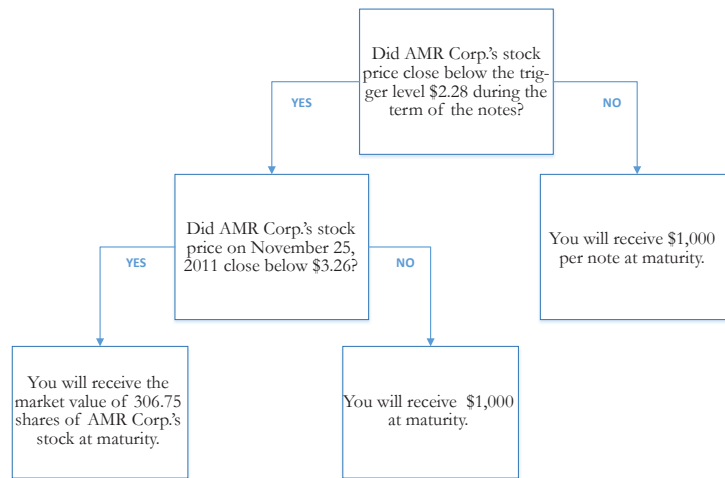 Did AMR Corp.'s stock
price close below the trig-
ger level $2.28 during the
term of the notes?
YES
NO
Did AMR Corp.'s stock
price on November 25,
2011 close below $3.26?
You will receive $1,000
per note at maturity.
YES
NO
You will receive the
market value of 306.75
shares of AMR Corp.'s
stock at maturity.
You will receive $1,000
at maturity.